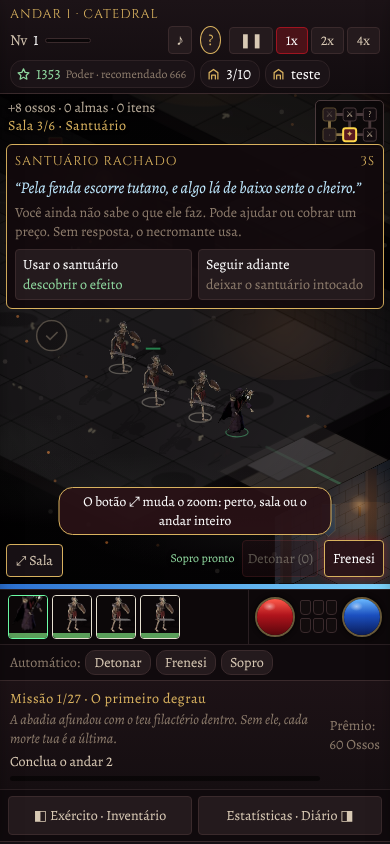 ANDAR I · CATEDRAL
Nv 1
♪
?
❚❚
1x
2x
4x
1353 Poder · recomendado 666
3/10
teste
+8 ossos · 0 almas · 0 itens
Sala 3/6 · Santuário
?
SANTUÁRIO RACHADO
3S
“Pela fenda escorre tutano, e algo lá de baixo sente o cheiro.”
Você ainda não sabe o que ele faz. Pode ajudar ou cobrar um
preço. Sem resposta, o necromante usa.
Usar o santuário
descobrir o efeito
Seguir adiante
deixar o santuário intocado
O botão ⤢ muda o zoom: perto, sala ou o
andar inteiro
⤢ Sala
Sopro pronto
Detonar (0)
Frenesi
Automático:
Detonar
Frenesi
Sopro
Missão 1/27 · O primeiro degrau
A abadia afundou com o teu filactério dentro. Sem ele, cada
morte tua é a última.
Conclua o andar 2
Prêmio:
60 Ossos
◧ Exército · Inventário
Estatísticas · Diário ◨